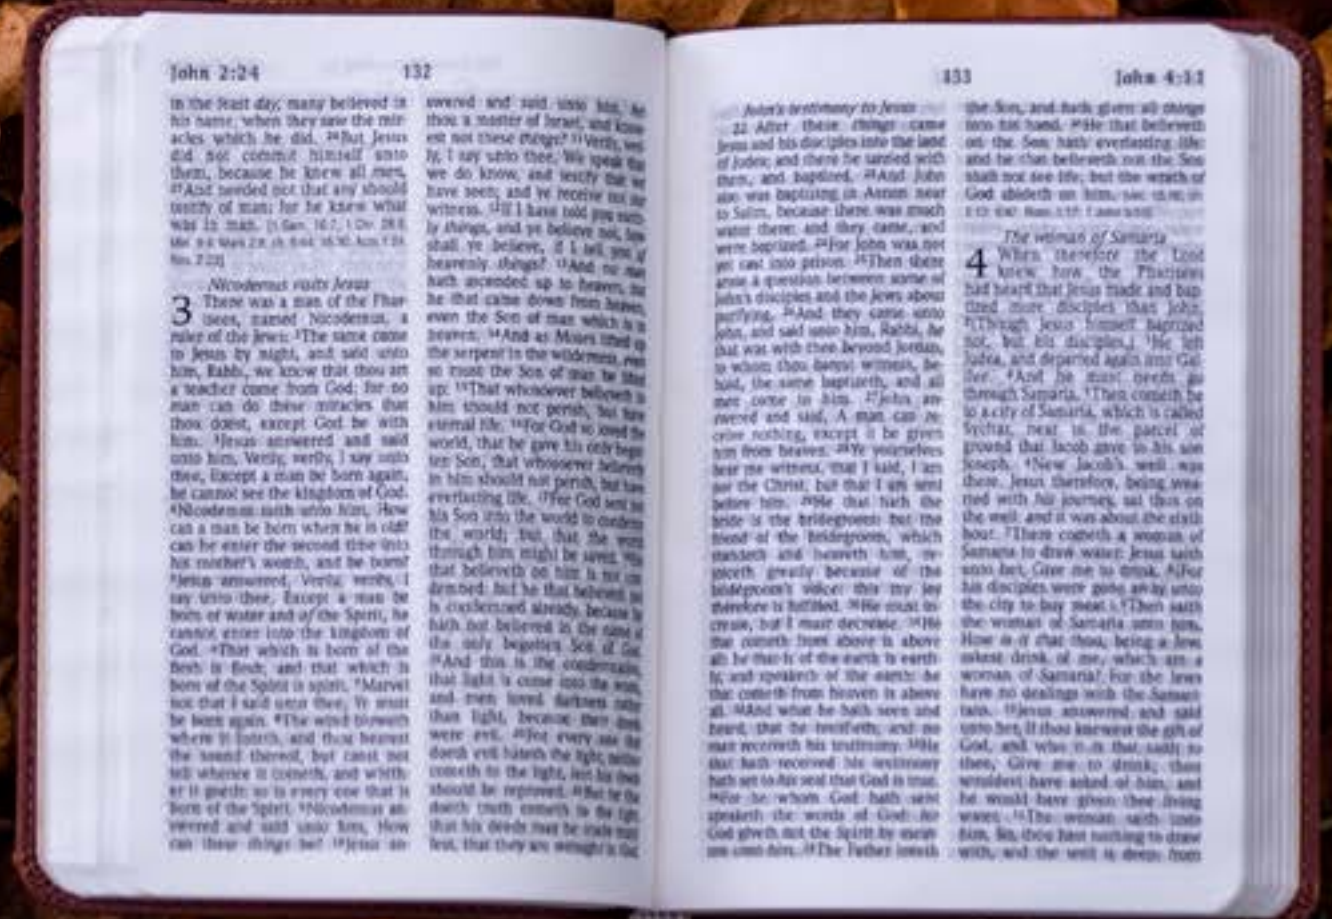 John 2:24
132
in the feast day, many believed in
his name, when they saw the mir-
acles which he did. 24But Jesus
did not commit himself unto
them, because he knew all men,
25And needed not that any should
testify of man: for he knew what
was in man.
Nicodemus visits Jesus
3 There was a man of the Phar-
isees, named Nicodemus, a
ruler of the Jews: 2The same came
to Jesus by night, and said unto
him, Rabbi, we know that thou art
a teacher come from God: for no
man can do these miracles that
thou doest, except God be with
him. 3Jesus answered and said
unto him, Verily, verily, I say unto
thee, Except a man be born again,
he cannot see the kingdom of God.
4Nicodemus saith unto him, How
can a man be born when he is old?
can he enter the second time into
his mother's womb, and be born?
5Jesus answered, Verily, verily, I
say unto thee, Except a man be
born of water and of the Spirit, he
cannot enter into the kingdom of
God. 6That which is born of the
flesh is flesh; and that which is
born of the Spirit is spirit. 7Marvel
not that I said unto thee, Ye must
be born again. 8The wind bloweth
where it listeth, and thou hearest
the sound thereof, but canst not
tell whence it cometh, and whith-
er it goeth: so is every one that is
born of the Spirit. 9Nicodemus an-
swered and said unto him, How
can these things be? 10Jesus an-
swered and said unto him, Art
thou a master of Israel, and know-
est not these things? 11Verily, veri-
ly, I say unto thee, We speak that
we do know, and testify that we
have seen; and ye receive not our
witness. 12If I have told you earth-
ly things, and ye believe not, how
shall ye believe, if I tell you of
heavenly things? 13And no man
hath ascended up to heaven, but
he that came down from heaven,
even the Son of man which is in
heaven. 14And as Moses lifted up
the serpent in the wilderness, even
so must the Son of man be lifted
up: 15That whosoever believeth in
him should not perish, but have
eternal life. 16For God so loved the
world, that he gave his only begot-
ten Son, that whosoever believeth
in him should not perish, but have
everlasting life. 17For God sent not
his Son into the world to condemn
the world; but that the world
through him might be saved. 18He
that believeth on him is not con-
demned: but he that believeth not
is condemned already, because he
hath not believed in the name of
the only begotten Son of God.
19And this is the condemnation,
that light is come into the world,
and men loved darkness rather
than light, because their deeds
were evil. 20For every one that
doeth evil hateth the light, neither
cometh to the light, lest his deeds
should be reproved. 21But he that
doeth truth cometh to the light,
that his deeds may be made mani-
fest, that they are wrought in God.
133
John 4:11
John's testimony to Jesus
22 After these things came
Jesus and his disciples into the land
of Judea; and there he tarried with
them, and baptized. 23And John
also was baptizing in Aenon near
to Salim, because there was much
water there: and they came, and
were baptized. 24For John was not
yet cast into prison. 25Then there
arose a question between some of
John's disciples and the Jews about
purifying. 26And they came unto
John, and said unto him, Rabbi, he
that was with thee beyond Jordan,
to whom thou barest witness, be-
hold, the same baptizeth, and all
men come to him. 27John an-
swered and said, A man can re-
ceive nothing, except it be given
him from heaven. 28Ye yourselves
bear me witness, that I said, I am
not the Christ, but that I am sent
before him. 29He that hath the
bride is the bridegroom: but the
friend of the bridegroom, which
standeth and heareth him, re-
joiceth greatly because of the
bridegroom's voice: this my joy
therefore is fulfilled. 30He must in-
crease, but I must decrease. 31He
that cometh from above is above
all: he that is of the earth is earth-
ly, and speaketh of the earth: he
that cometh from heaven is above
all. 32And what he hath seen and
heard, that he testifieth; and no
man receiveth his testimony. 33He
that hath received his testimony
hath set to his seal that God is true.
34For he whom God hath sent
speaketh the words of God: for
God giveth not the Spirit by meas-
ure unto him. 35The Father loveth
the Son, and hath given all things
into his hand. 36He that believeth
on the Son hath everlasting life:
and he that believeth not the Son
shall not see life; but the wrath of
God abideth on him.
The woman of Samaria
4 When therefore the Lord
knew how the Pharisees
had heard that Jesus made and bap-
tized more disciples than John,
2(Though Jesus himself baptized
not, but his disciples,) 3He left
Judea, and departed again into Gal-
ilee. 4And he must needs go
through Samaria. 5Then cometh he
to a city of Samaria, which is called
Sychar, near to the parcel of
ground that Jacob gave to his son
Joseph. 6Now Jacob's well was
there. Jesus therefore, being wea-
ried with his journey, sat thus on
the well: and it was about the sixth
hour. 7There cometh a woman of
Samaria to draw water: Jesus saith
unto her, Give me to drink. 8(For
his disciples were gone away unto
the city to buy meat.) 9Then saith
the woman of Samaria unto him,
How is it that thou, being a Jew,
askest drink of me, which am a
woman of Samaria? for the Jews
have no dealings with the Samari-
tans. 10Jesus answered and said
unto her, If thou knewest the gift of
God, and who it is that saith to
thee, Give me to drink; thou
wouldest have asked of him, and
he would have given thee living
water. 11The woman saith unto
him, Sir, thou hast nothing to draw
with, and the well is deep: from